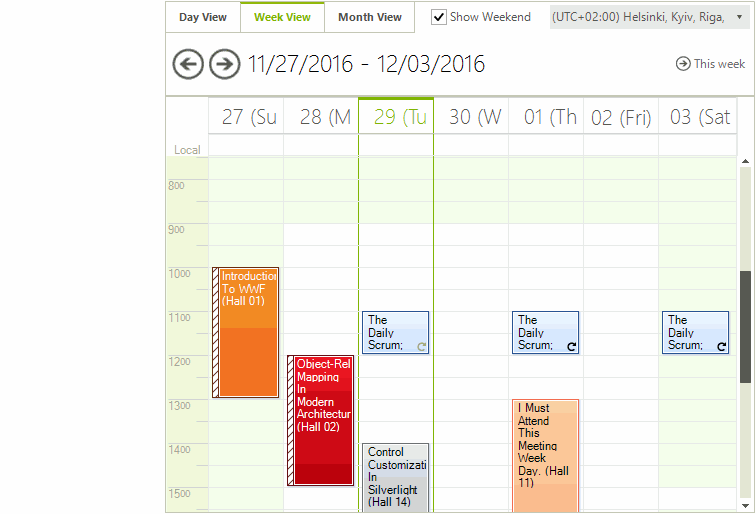 Day View Week View Month View Show Weekend (UTC+02:00) Helsinki, Kyiv, Riga,
11/27/2016 - 12/03/2016 This week
27 (Su 28 (M 29 (Tu 30 (W 01 (Th 02 (Fri) 03 (Sat
Local
800
900
1000
1100
1200
1300
1400
1500
Introduction
To WWF
(Hall 01)
Object-Rel
Mapping
In
Modern
Architectur
(Hall 02)
The
Daily
Scrum;
Control
Customizati
In
Silverlight
(Hall 14)
The
Daily
Scrum;
I Must
Attend
This
Meeting
Week
Day. (Hall
11)
The
Daily
Scrum;